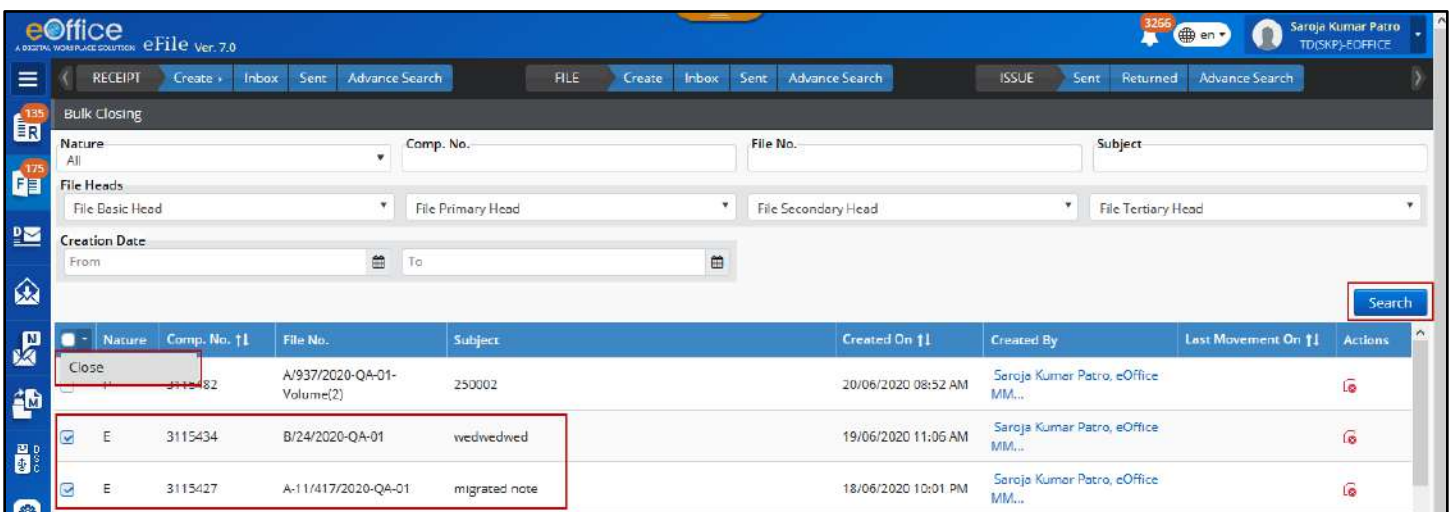 eOffice
A DIGITAL WORKPLACE SOLUTION eFile Ver. 7.0
3266 en Saroja Kumar Patro
TD(SKP)-EOFFICE
RECEIPT Create Inbox Sent Advance Search FILE Create Inbox Sent Advance Search ISSUE Sent Returned Advance Search
135 R
Bulk Closing
Nature Comp. No. File No. Subject
All
175 F
File Heads
File Basic Head File Primary Head File Secondary Head File Tertiary Head
D
Creation Date
From To
Search
N
Nature Comp. No. File No. Subject Created On Created By Last Movement On Actions
Close
3115482 A/937/2020-QA-01-Volume(2) 250002 20/06/2020 08:52 AM Saroja Kumar Patro, eOffice MM...
M
E 3115434 B/24/2020-QA-01 wedwedwed 19/06/2020 11:06 AM Saroja Kumar Patro, eOffice MM...
DSC
E 3115427 A-11/417/2020-QA-01 migrated note 18/06/2020 10:01 PM Saroja Kumar Patro, eOffice MM...